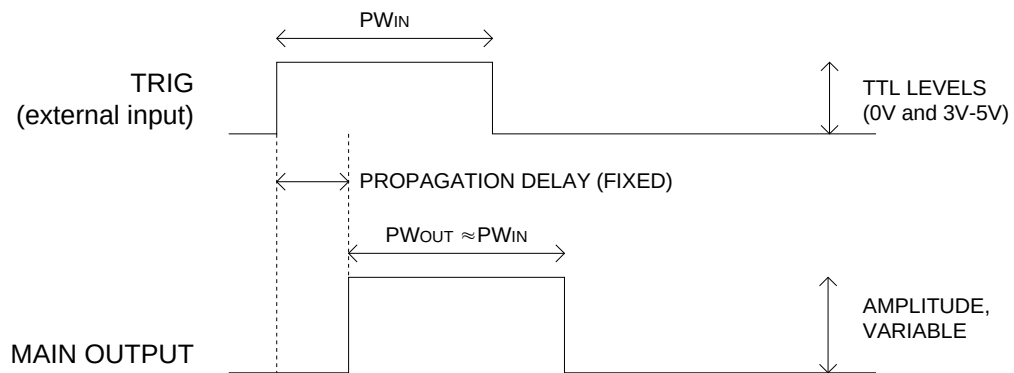 PWIN
TRIG
(external input)
TTL LEVELS
(0V and 3V-5V)
PROPAGATION DELAY (FIXED)
PWOUT ≈PWIN
AMPLITUDE,
VARIABLE
MAIN OUTPUT